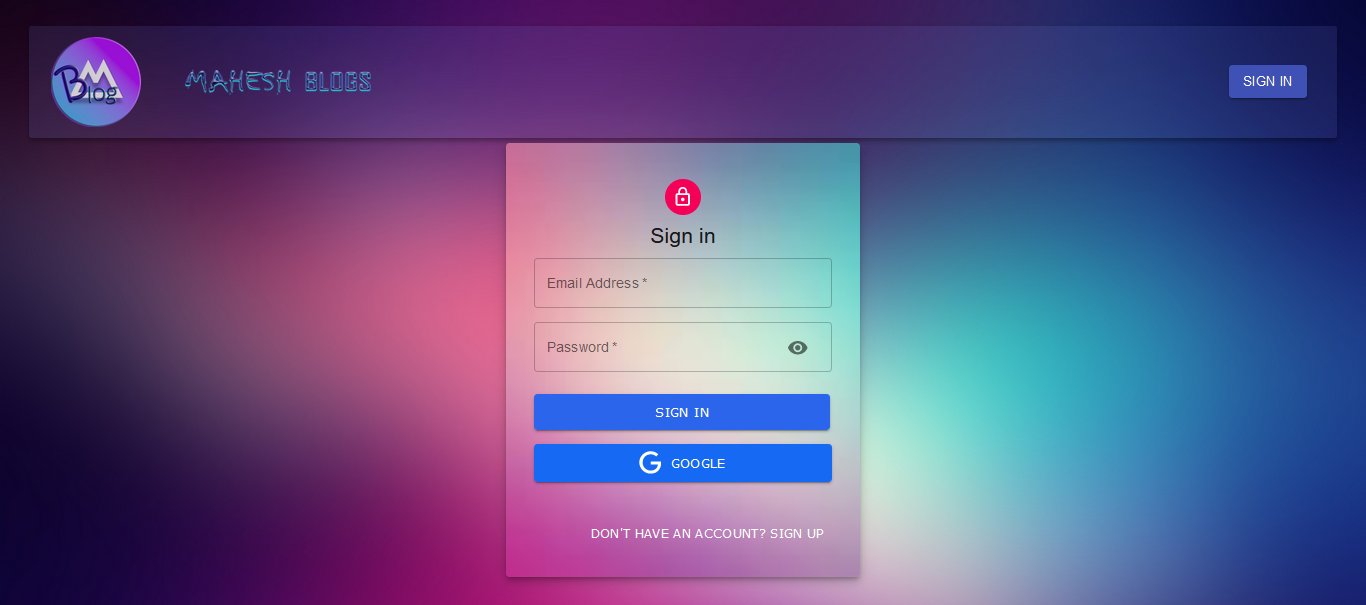 M
Blog
MAHESH BLOGS
SIGN IN
Sign in
Email Address *
Password *
SIGN IN
G GOOGLE
DON'T HAVE AN ACCOUNT? SIGN UP